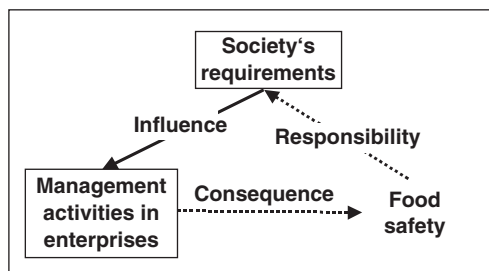 Society‘s
requirements
Influence
Responsibility
Management
activities in
enterprises
Consequence
Food
safety